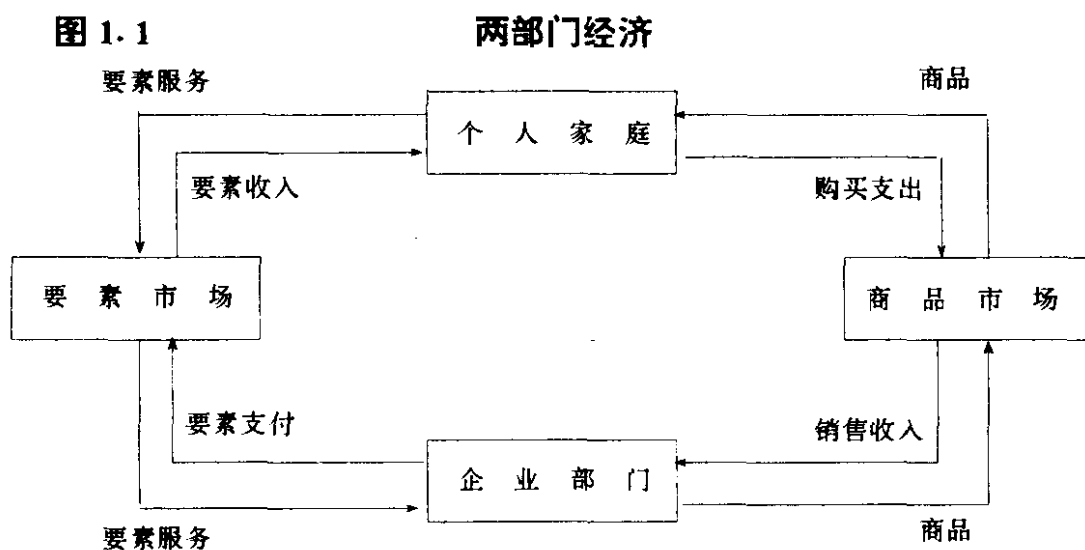 图 1.1 两部门经济
要素服务
商品
个人家庭
要素收入
购买支出
要素市场
商品市场
要素支付
销售收入
企业部门
要素服务
商品